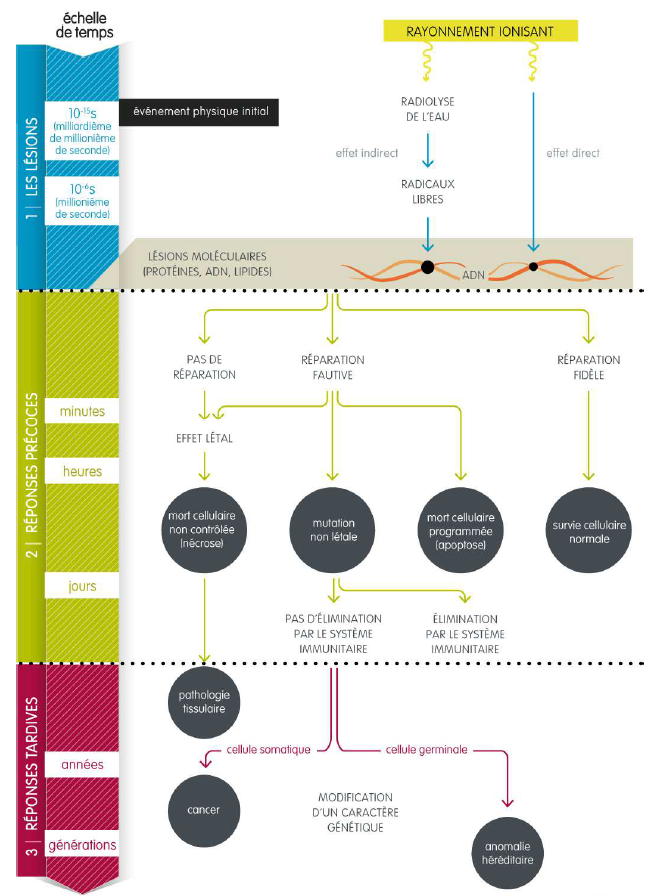 échelle
de temps
RAYONNEMENT IONISANT
1 | LES LÉSIONS
10⁻¹⁵s
(milliardième
de millionième
de seconde)
événement physique initial
RADIOLYSE
DE L'EAU
effet indirect
effet direct
10⁻⁶s
(millionième
de seconde)
RADICAUX
LIBRES
LÉSIONS MOLÉCULAIRES
(PROTÉINES, ADN, LIPIDES)
ADN
2 | RÉPONSES PRÉCOCES
PAS DE
RÉPARATION
RÉPARATION
FAUTIVE
RÉPARATION
FIDÈLE
minutes
EFFET LÉTAL
heures
mort cellulaire
non contrôlée
(nécrose)
mutation
non létale
mort cellulaire
programmée
(apoptose)
survie cellulaire
normale
jours
PAS D'ÉLIMINATION
PAR LE SYSTÈME
IMMUNITAIRE
ÉLIMINATION
PAR LE SYSTÈME
IMMUNITAIRE
3 | RÉPONSES TARDIVES
pathologie
tissulaire
années
cellule somatique
cellule germinale
cancer
MODIFICATION
D'UN CARACTÈRE
GÉNÉTIQUE
générations
anomalie
héréditaire